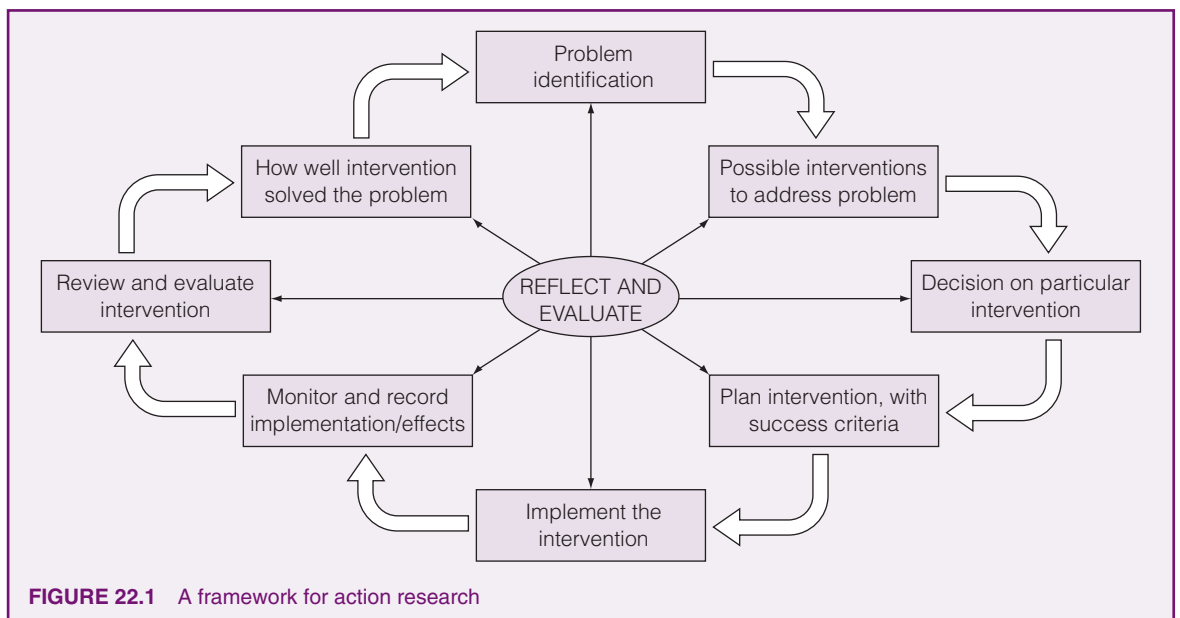 Problem
identification
Possible interventions
to address problem
Decision on particular
intervention
Plan intervention, with
success criteria
Implement the
intervention
Monitor and record
implementation/effects
Review and evaluate
intervention
How well intervention
solved the problem
REFLECT AND
EVALUATE
FIGURE 22.1 A framework for action research